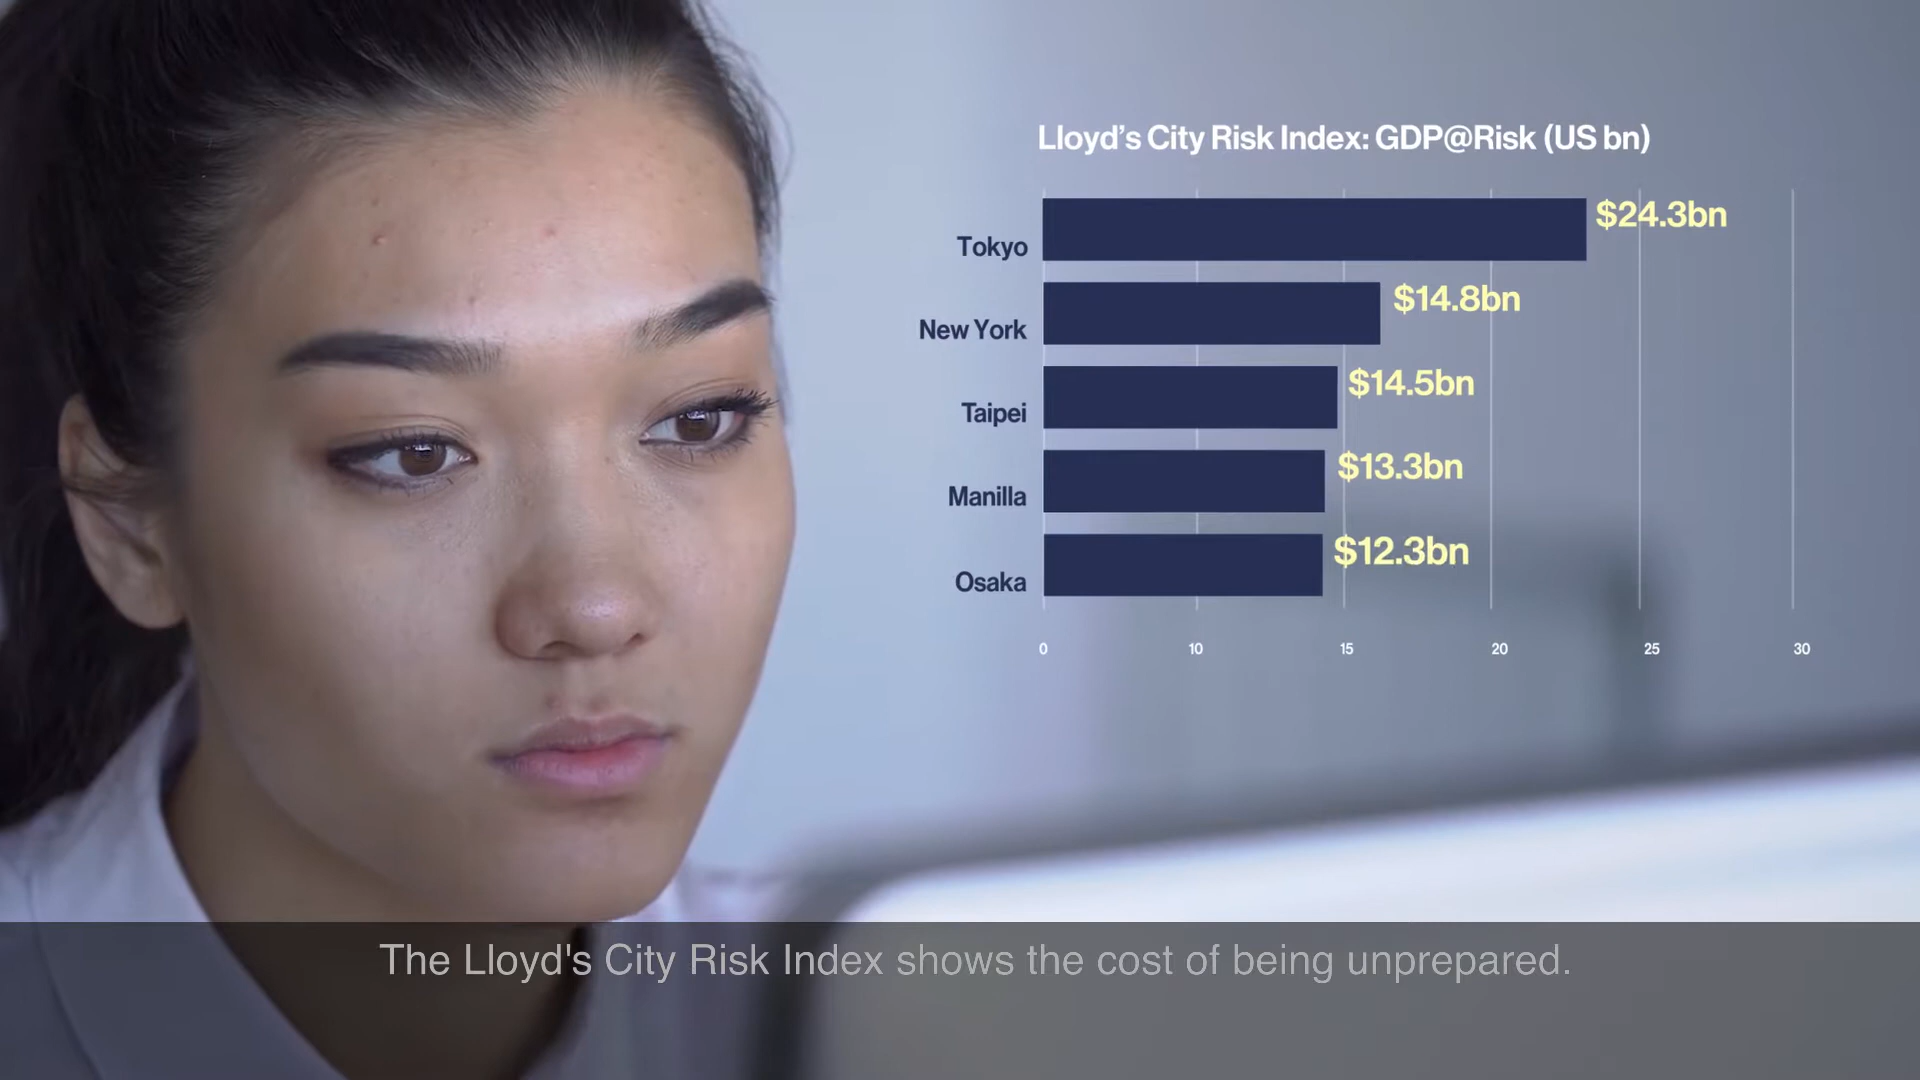 Lloyd's City Risk Index: GDP@Risk (US bn)
Tokyo $24.3bn
New York $14.8bn
Taipei $14.5bn
Manilla $13.3bn
Osaka $12.3bn
0 10 15 20 25 30
The Lloyd's City Risk Index shows the cost of being unprepared.